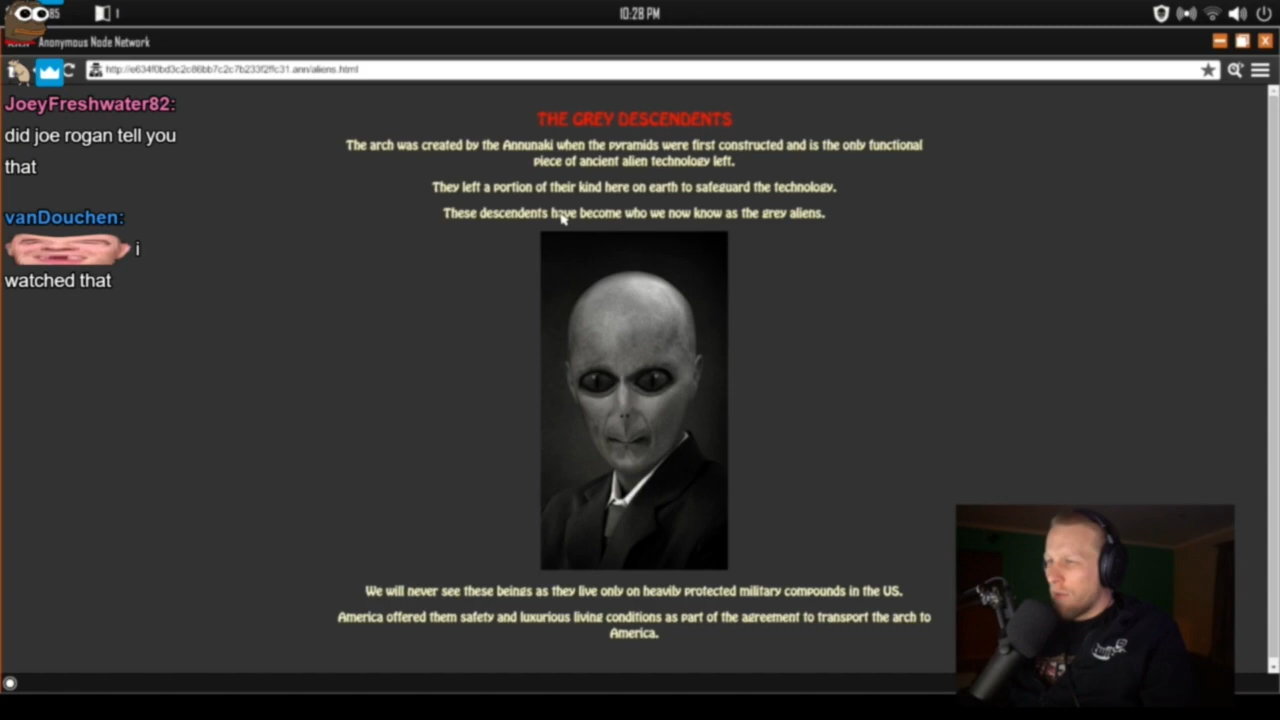 85
1
10:28 PM
Anonymous Node Network
JoeyFreshwater82:
did joe rogan tell you
that
vanDouchen:
i
watched that
THE GREY DESCENDENTS
The arch was created by the Annunaki when the pyramids were first constructed and is the only functional
piece of ancient alien technology left.
They left a portion of their kind here on earth to safeguard the technology.
These descendents have become who we now know as the grey aliens.
We will never see these beings as they live only on heavily protected military compounds in the US.
America offered them safety and luxurious living conditions as part of the agreement to transport the arch to
America.